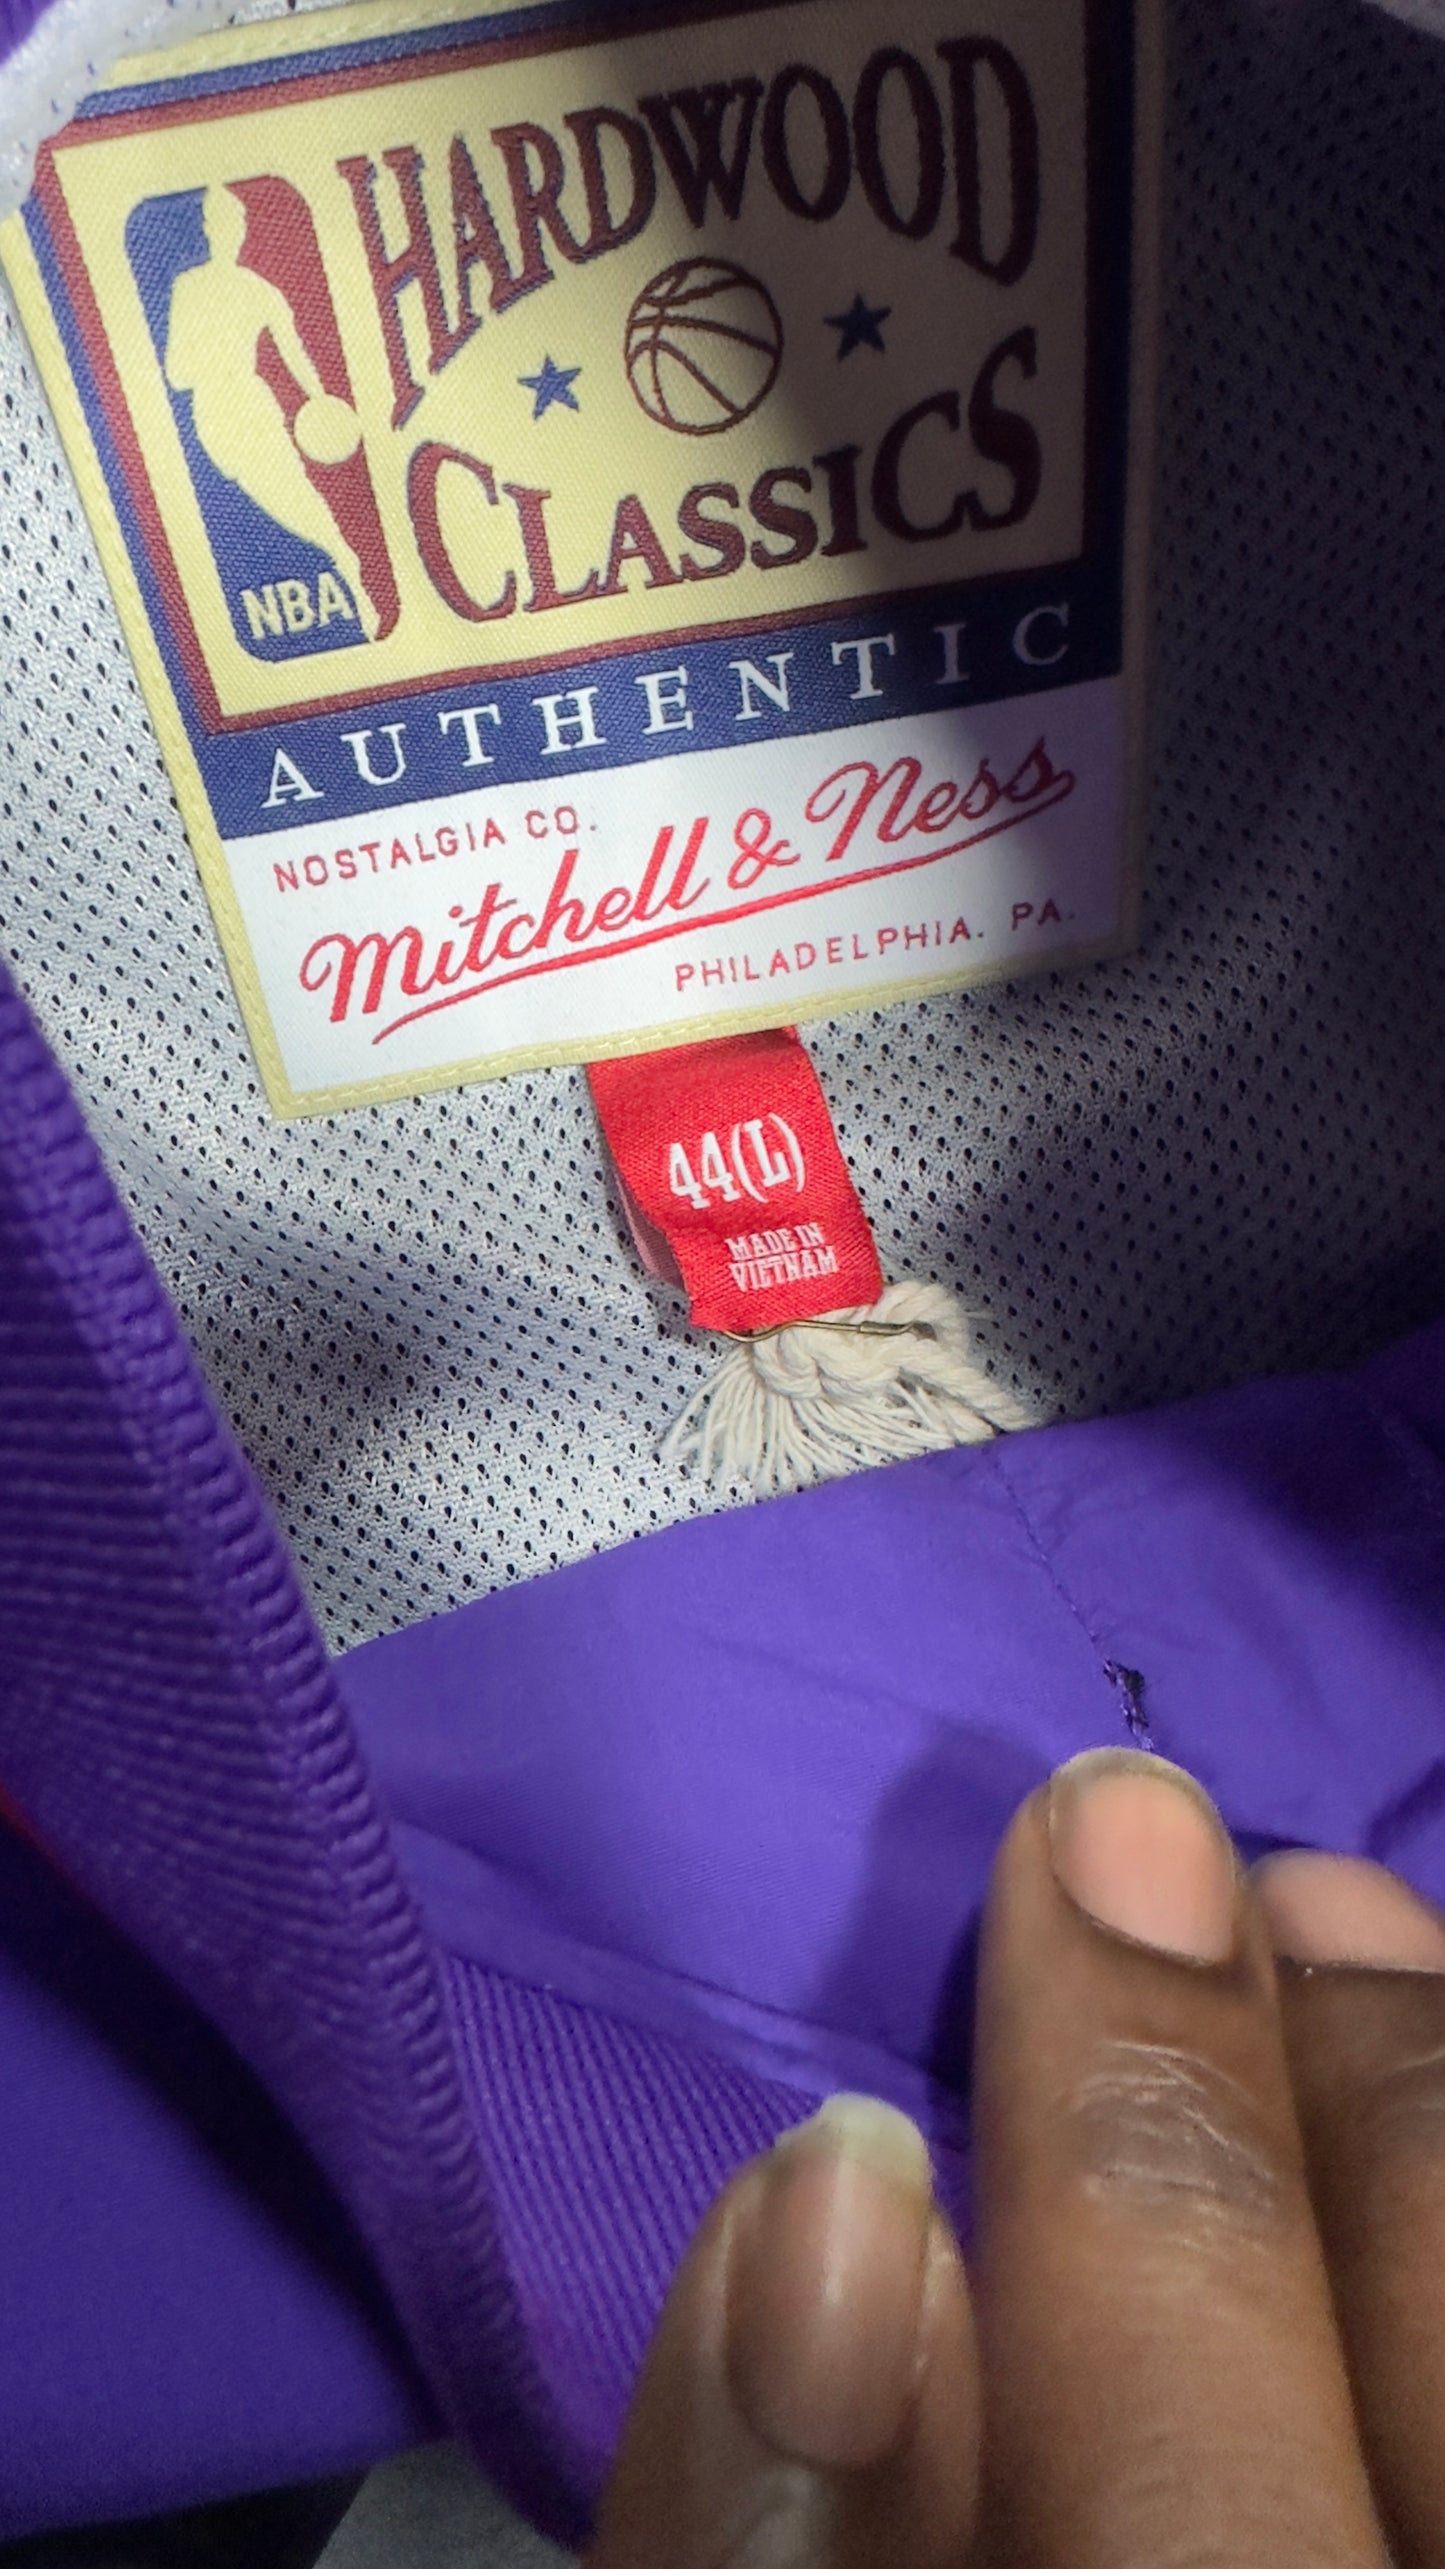 HARDWOOD
CLASSICS
NBA
AUTHENTIC
NOSTALGIA CO.
Mitchell & Ness
PHILADELPHIA. PA.
44(L)
MADE IN
VIETNAM